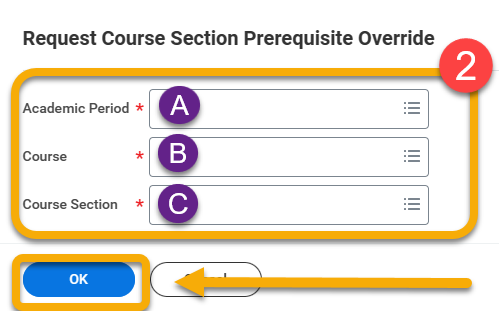 Request Course Section Prerequisite Override
2
Academic Period * A
Course * B
Course Section * C
OK